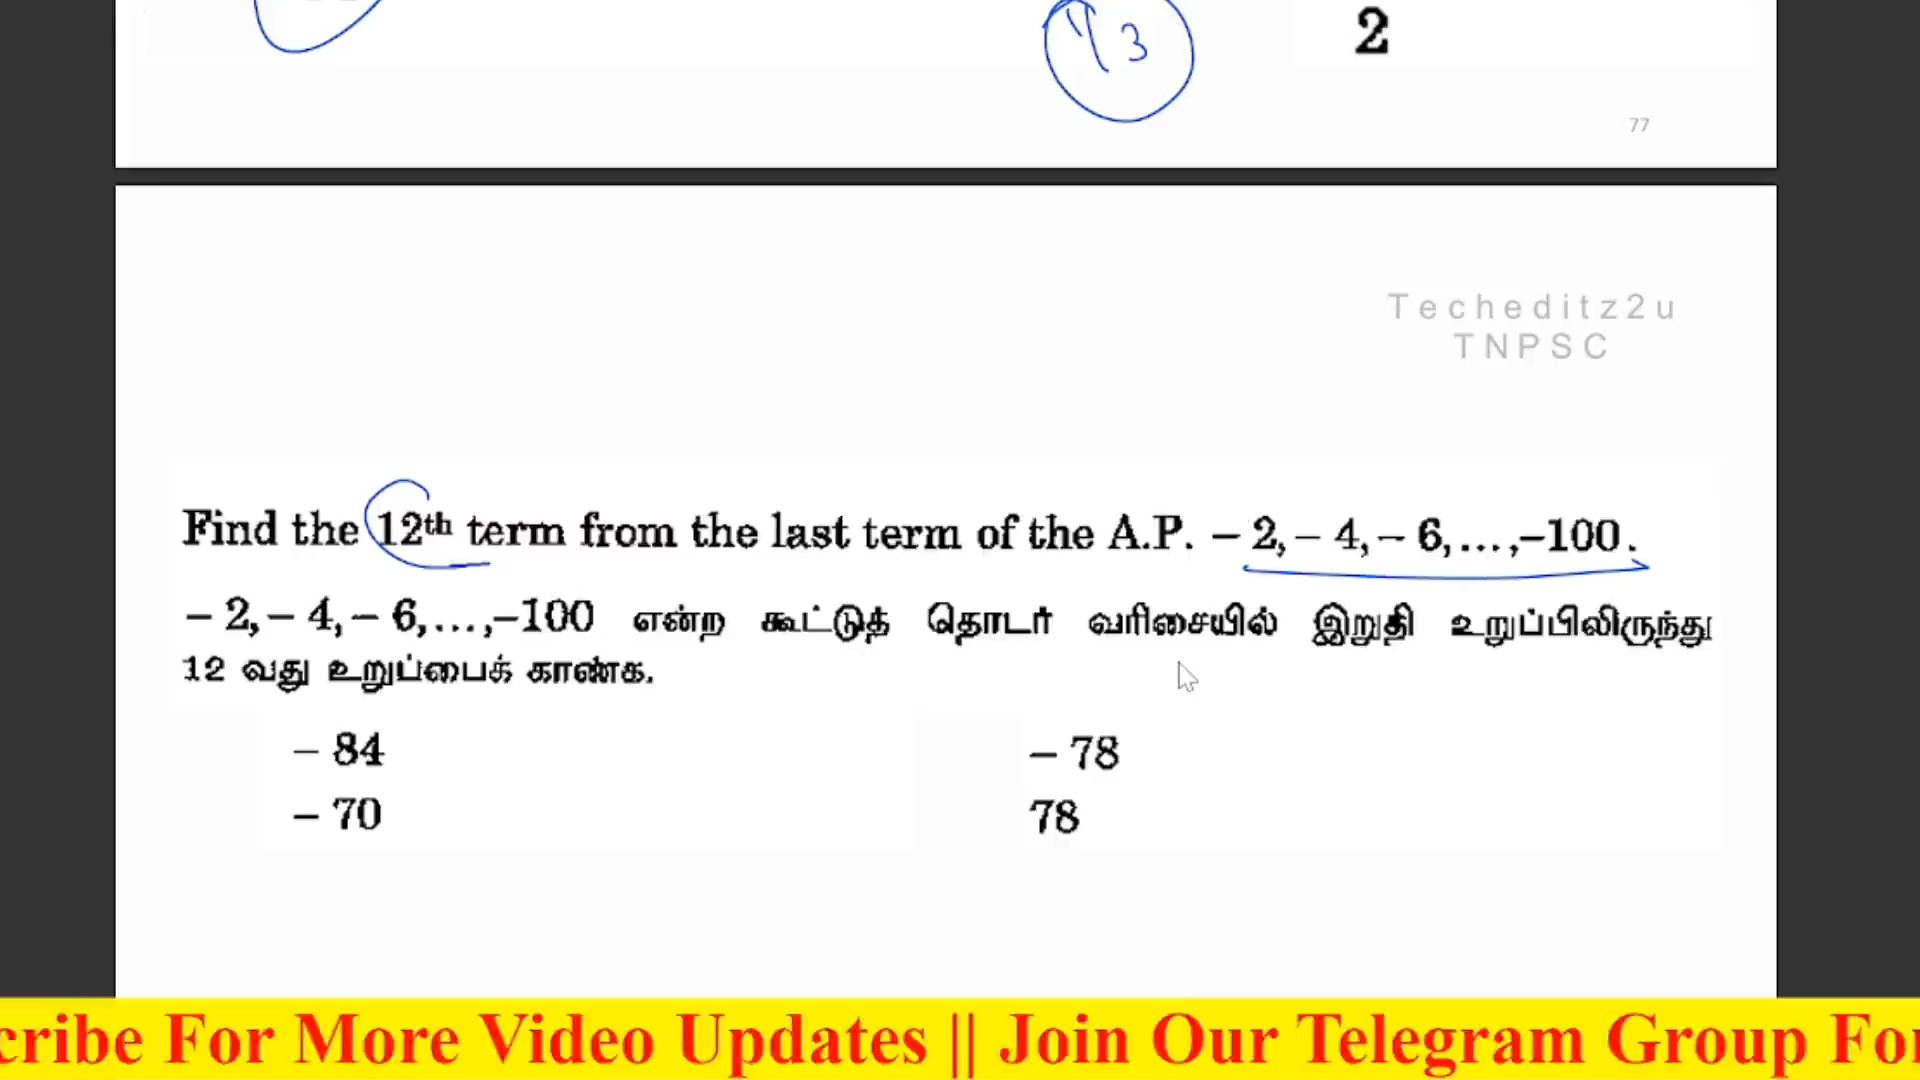 1/3
2
77
Techeditz2u
TNPSC
Find the 12th term from the last term of the A.P. – 2, – 4, – 6, ..., –100.
– 2, – 4, – 6, ..., –100 என்ற கூட்டுத் தொடர் வரிசையில் இறுதி உறுப்பிலிருந்து
12 வது உறுப்பைக் காண்க.
– 84
– 78
– 70
78
cribe For More Video Updates || Join Our Telegram Group For